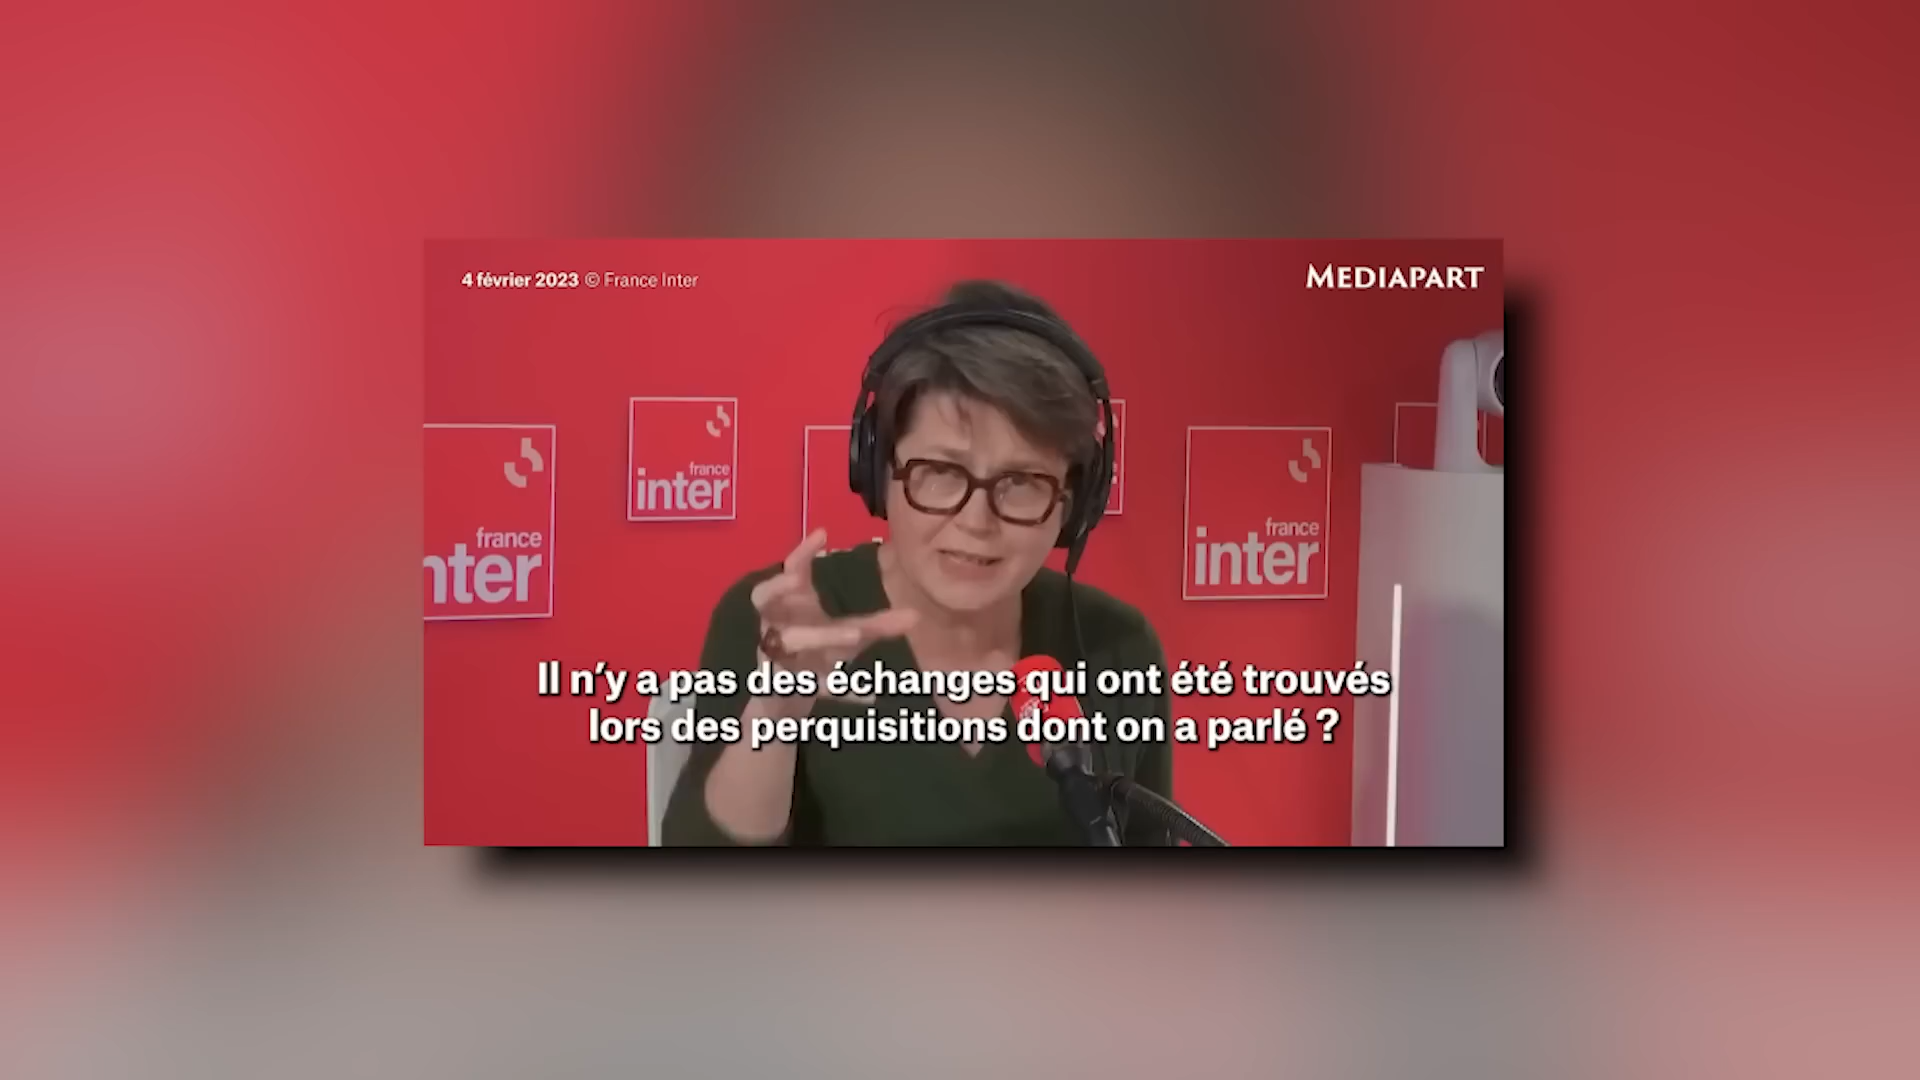 4 février 2023 © France Inter
MEDIAPART
france
inter
france
inter
france
inter
Il n'y a pas des échanges qui ont été trouvés
lors des perquisitions dont on a parlé ?